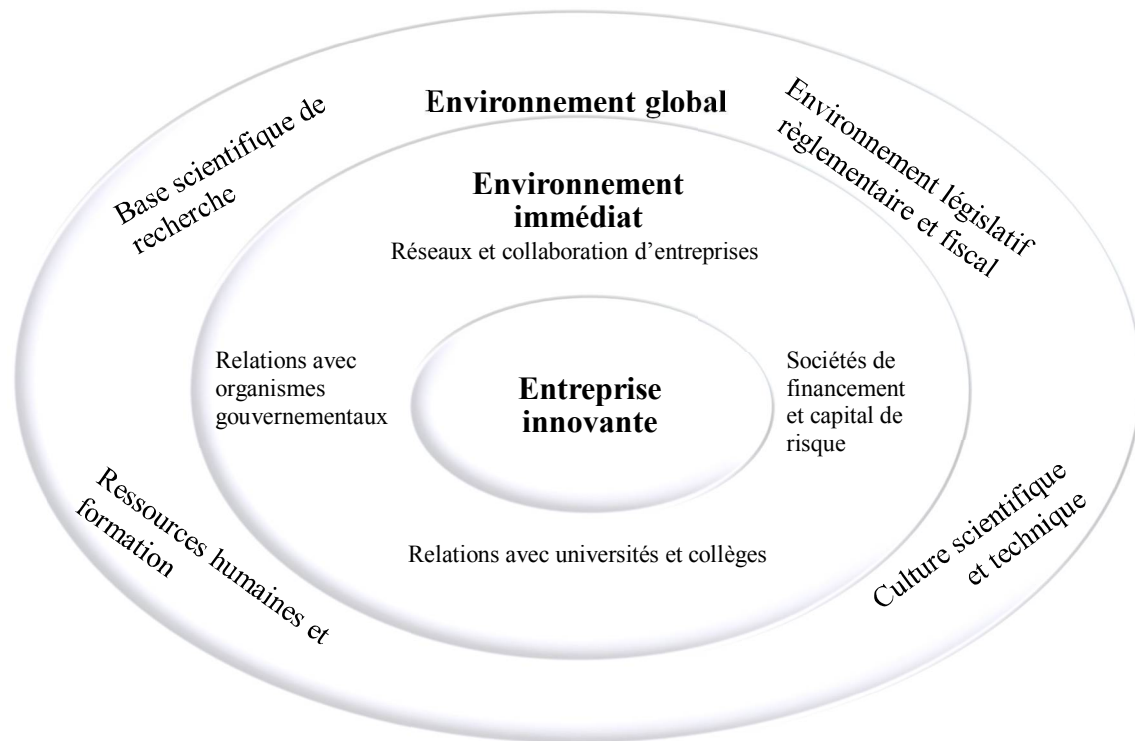 Environnement global
Base scientifique de
recherche
Environnement législatif
règlementaire et fiscal
Environnement
immédiat
Réseaux et collaboration d’entreprises
Relations avec
organismes
gouvernementaux
Entreprise
innovante
Sociétés de
financement
et capital de
risque
Relations avec universités et collèges
Ressources humaines et
formation
Culture scientifique
et technique